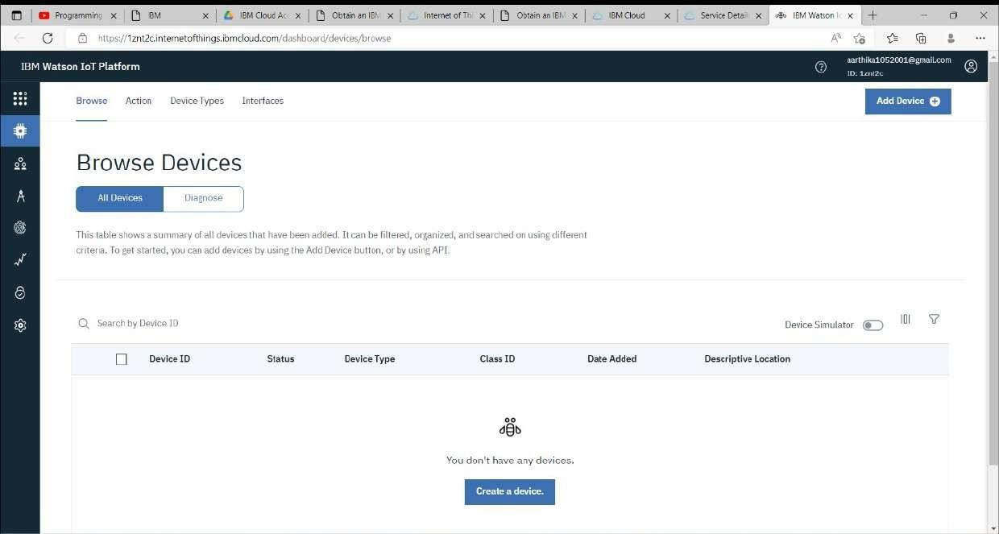 Programming
IBM
IBM Cloud Acc
Obtain an IBM
Internet of Thi
Obtain an IBM
IBM Cloud
Service Details
IBM Watson Io
https://1znt2c.internetofthings.ibmcloud.com/dashboard/devices/browse
IBM Watson IoT Platform
aarthika1052001@gmail.com
ID: 1znt2c
Browse Action Device Types Interfaces
Add Device
Browse Devices
All Devices Diagnose
This table shows a summary of all devices that have been added. It can be filtered, organized, and searched on using different
criteria. To get started, you can add devices by using the Add Device button, or by using API.
Search by Device ID
Device Simulator
Device ID Status Device Type Class ID Date Added Descriptive Location
You don't have any devices.
Create a device.